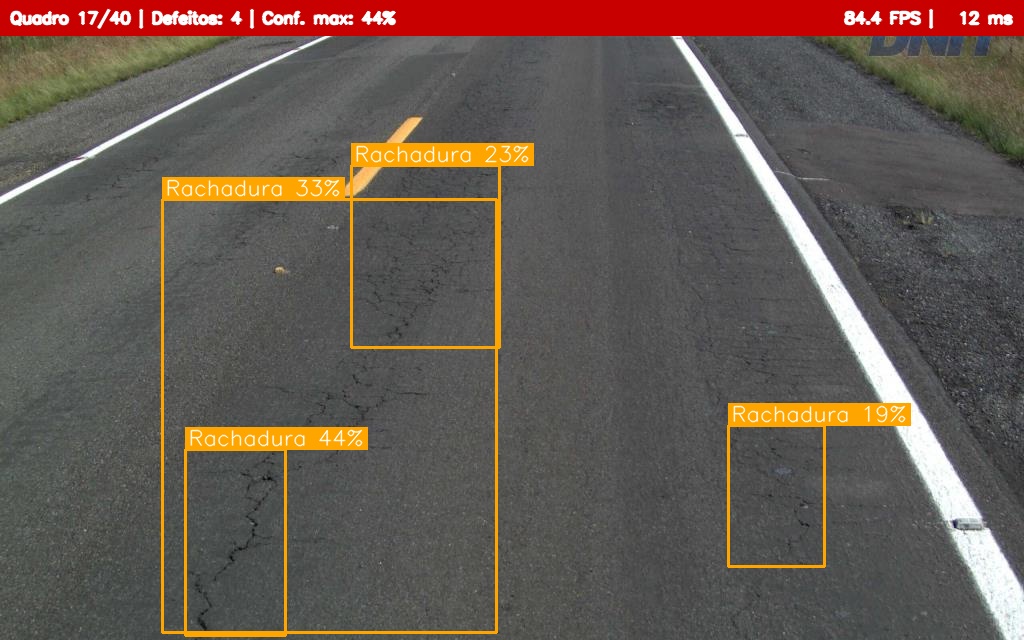 Quadro 17/40 | Defeitos: 4 | Conf. max: 44%
84.4 FPS | 12 ms
DNIT
Rachadura 23%
Rachadura 33%
Rachadura 19%
Rachadura 44%